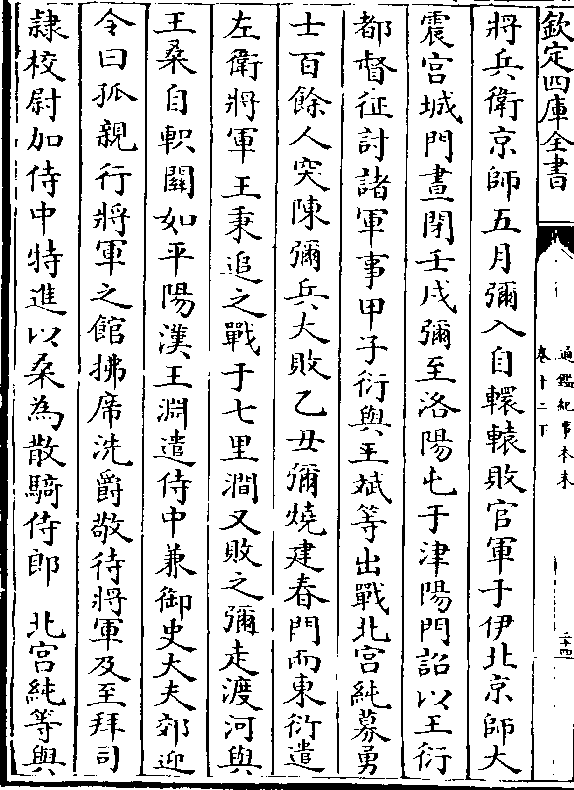 欽定四庫全書
通鑑紀事本末
卷十二下
二十四
將兵衛京師五月彌入自轘轅敗官軍于伊北京師大
震宫城門晝閉壬戌彌至洛陽屯于津陽門詔以王衍
都督征討諸軍事甲子衍與王斌等出戰北宫純募勇
士百餘人突陳彌兵大敗乙丑彌燒建春門而東衍遣
左衛將軍王秉追之戰于七里澗又敗之彌走渡河與
王桑自軹關如平陽漢王淵遣侍中兼御史大夫郊迎
令曰孤親行將軍之館拂席洗爵敬待將軍及至拜司
隷校尉加侍中特進以桑為散騎侍郎 北宫純等與